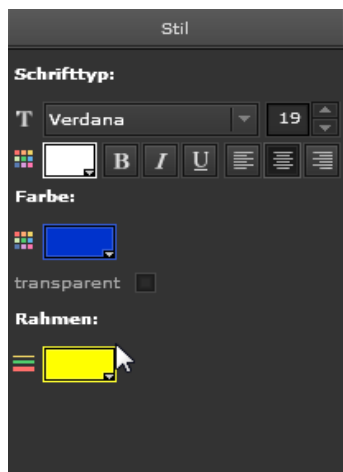 Stil
Schrifttyp:
T Verdana 19
B I U
Farbe:
transparent
Rahmen: